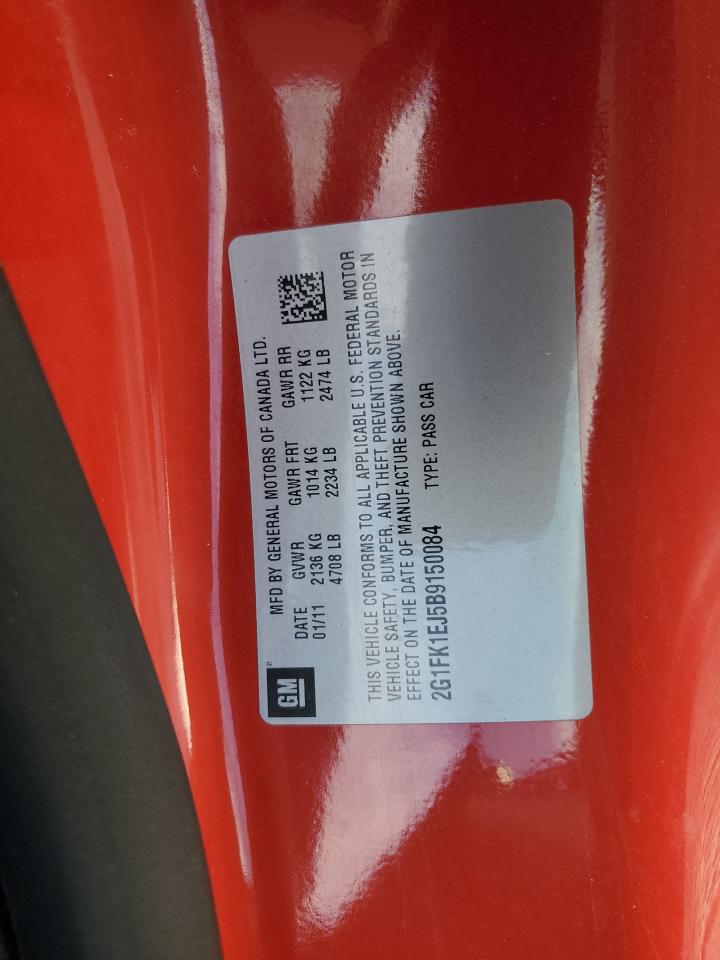 GM
MFD BY GENERAL MOTORS OF CANADA LTD.
DATE GVWR GAWR FRT GAWR RR
01/11 2136 KG 1014 KG 1122 KG
4708 LB 2234 LB 2474 LB
THIS VEHICLE CONFORMS TO ALL APPLICABLE U.S. FEDERAL MOTOR
VEHICLE SAFETY, BUMPER, AND THEFT PREVENTION STANDARDS IN
EFFECT ON THE DATE OF MANUFACTURE SHOWN ABOVE.
2G1FK1EJ5B9150084 TYPE: PASS CAR